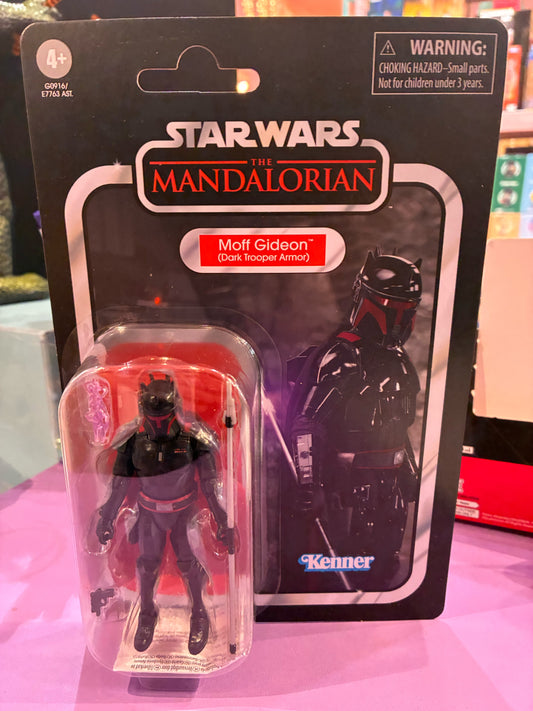 4+
G0916/
E7763 AST.
⚠ WARNING:
CHOKING HAZARD–Small parts.
Not for children under 3 years.
STAR WARS
THE
MANDALORIAN
Moff Gideon™
(Dark Trooper Armor)
Kenner